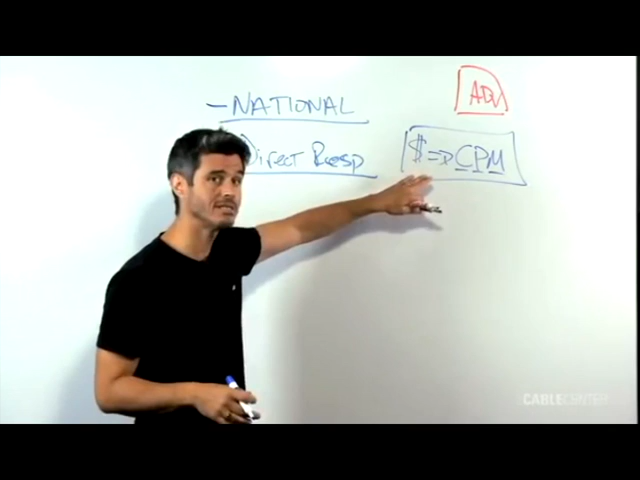 - NATIONAL
ADV
Direct Resp
$ => CPM
CABLECENTER